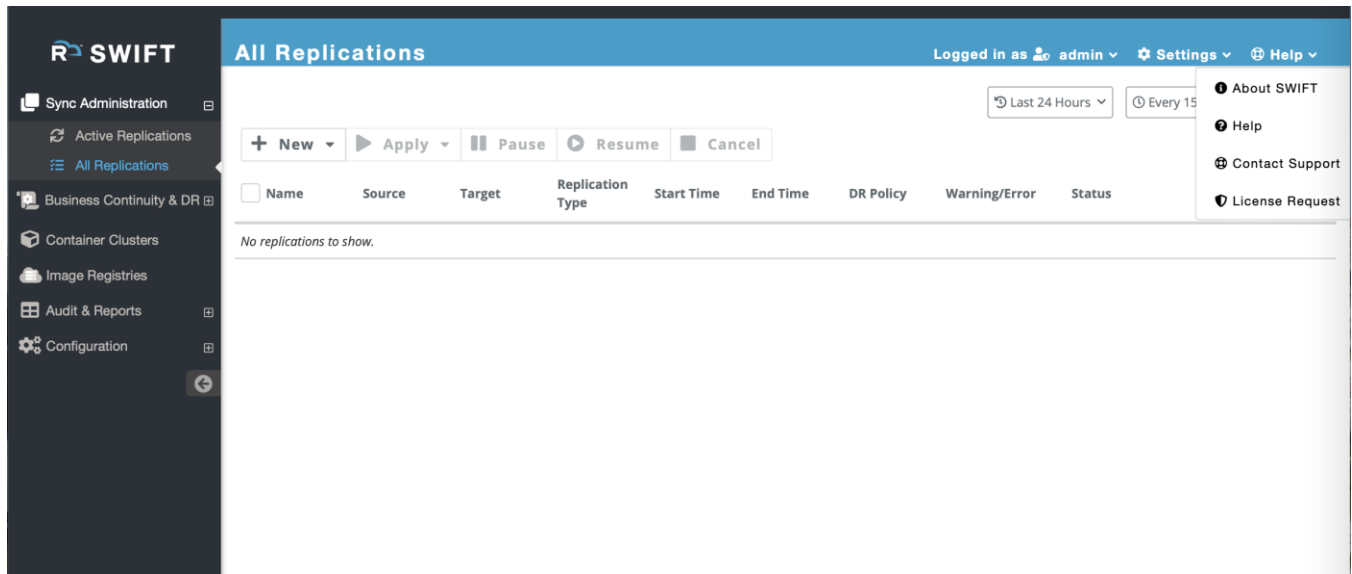 R SWIFT
All Replications
Logged in as admin Settings Help
Sync Administration
Active Replications
All Replications
Business Continuity & DR
Container Clusters
Image Registries
Audit & Reports
Configuration
Last 24 Hours Every 15
About SWIFT
Help
Contact Support
License Request
New Apply Pause Resume Cancel
Name Source Target Replication Type Start Time End Time DR Policy Warning/Error Status
No replications to show.